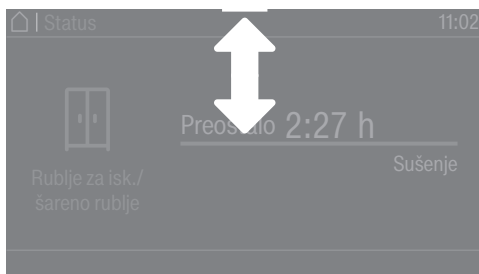 | Status 11:02
Preostalo 2:27 h
Sušenje
Rublje za isk./
šareno rublje